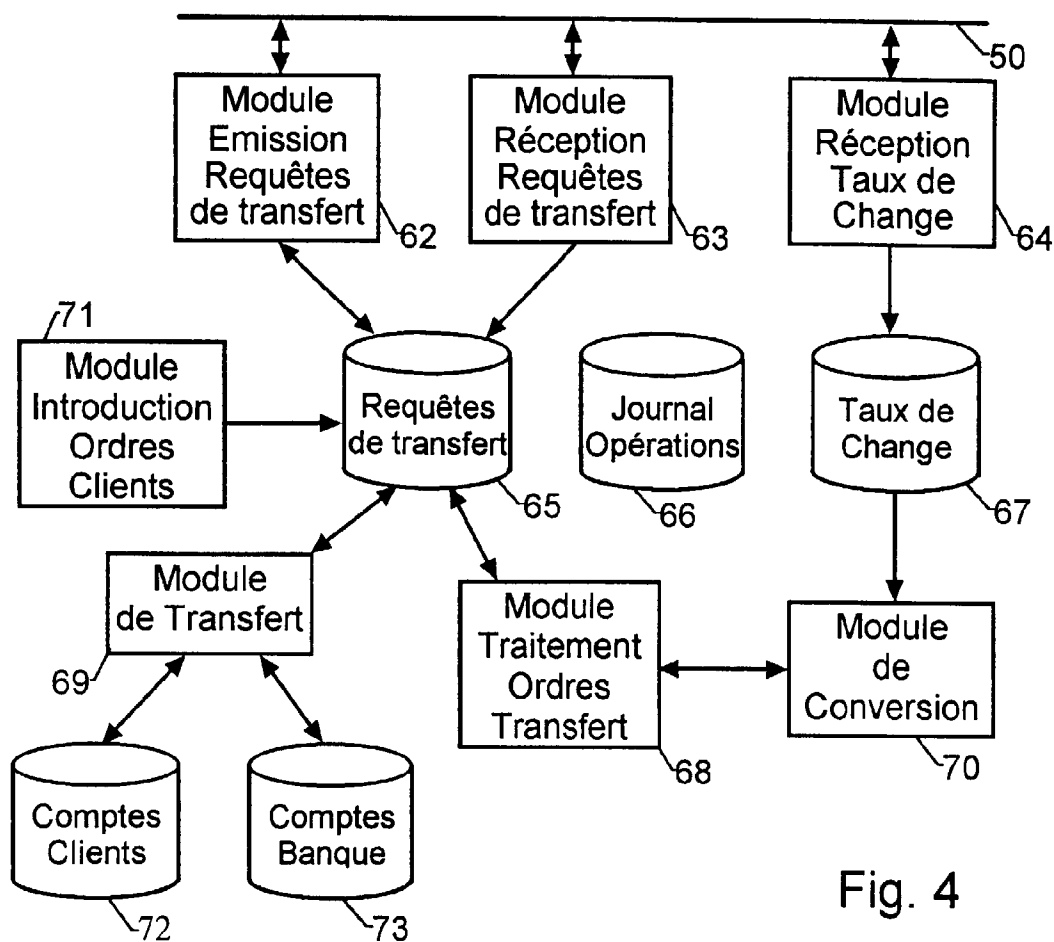 50
Module
Emission
Requêtes
de transfert
62
Module
Réception
Requêtes
de transfert
63
Module
Réception
Taux de
Change
64
71
Module
Introduction
Ordres
Clients
Requêtes
de transfert
65
Journal
Opérations
66
Taux de
Change
67
Module
de Transfert
69
Module
Traitement
Ordres
Transfert
68
Module
de
Conversion
70
Comptes
Clients
72
Comptes
Banque
73
Fig. 4